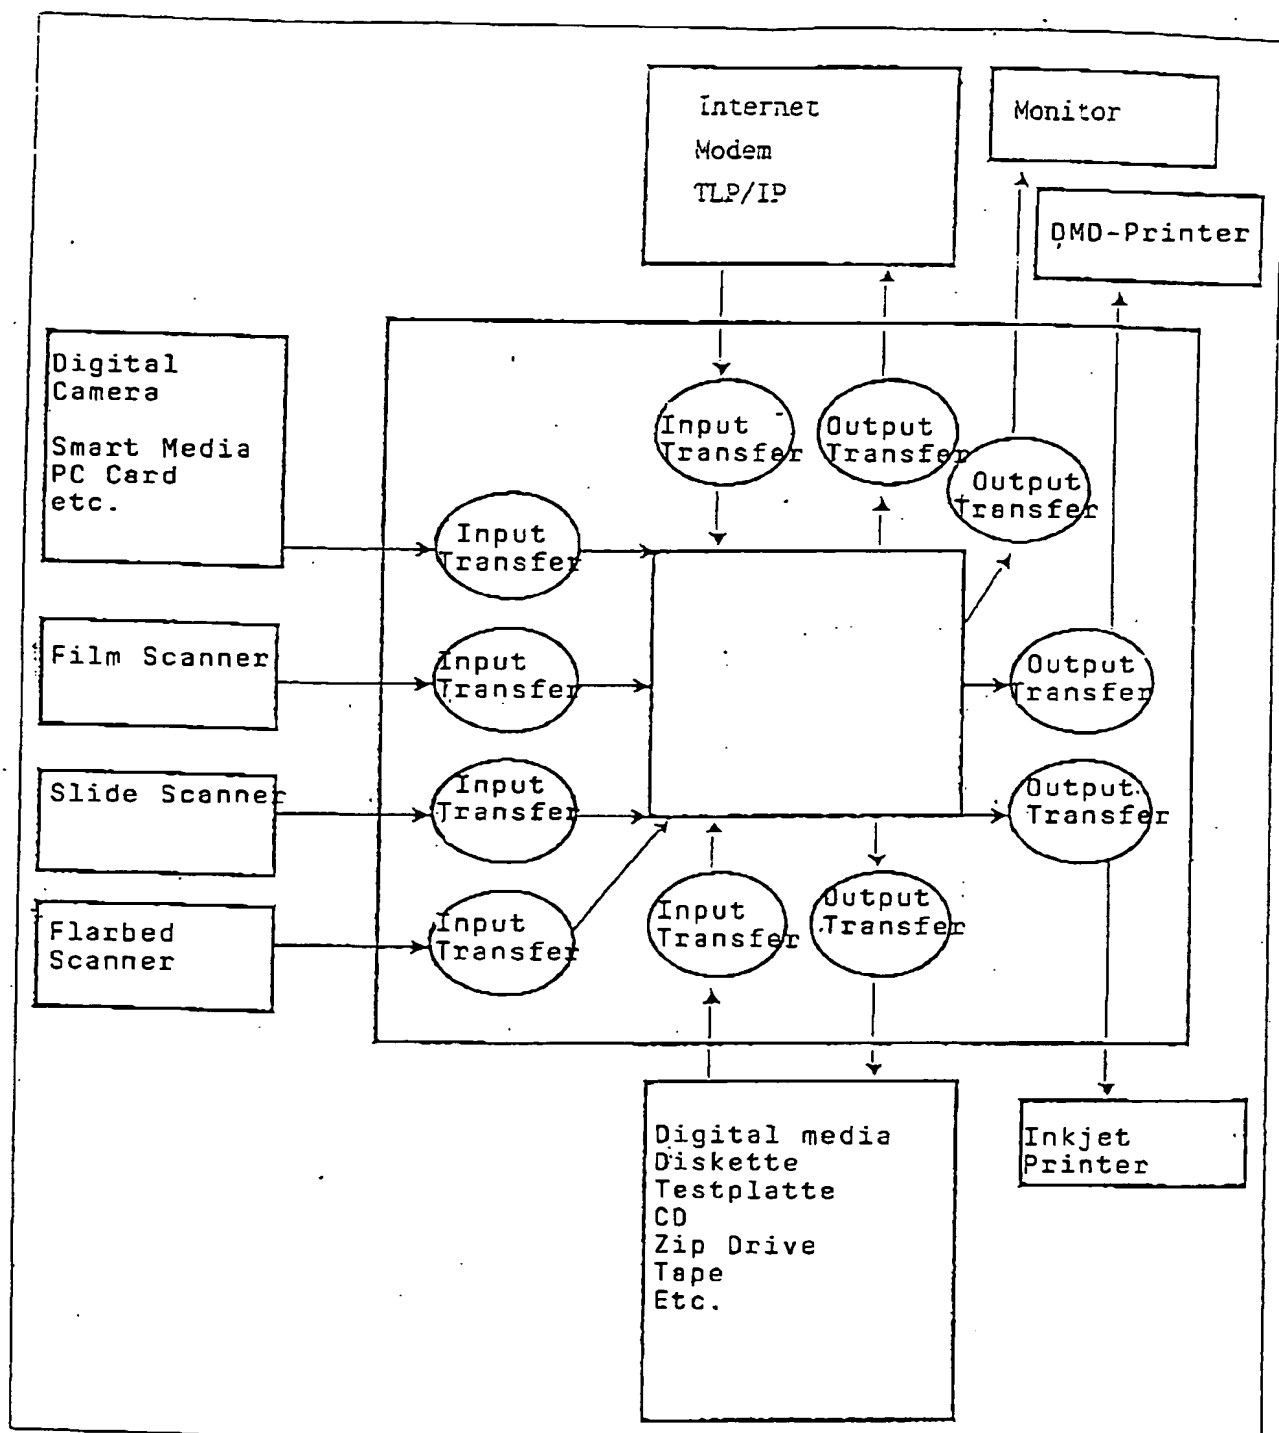 Internet
Modem
TLP/IP
Monitor
DMD-Printer
Digital
Camera
Smart Media
PC Card
etc.
Input
Transfer
Output
Transfer
Output
Transfer
Input
Transfer
Film Scanner
Input
Transfer
Output
Transfer
Slide Scanner
Input
Transfer
Output
Transfer
Flarbed
Scanner
Input
Transfer
Input
Transfer
Output
Transfer
Digital media
Diskette
Testplatte
CD
Zip Drive
Tape
Etc.
Inkjet
Printer